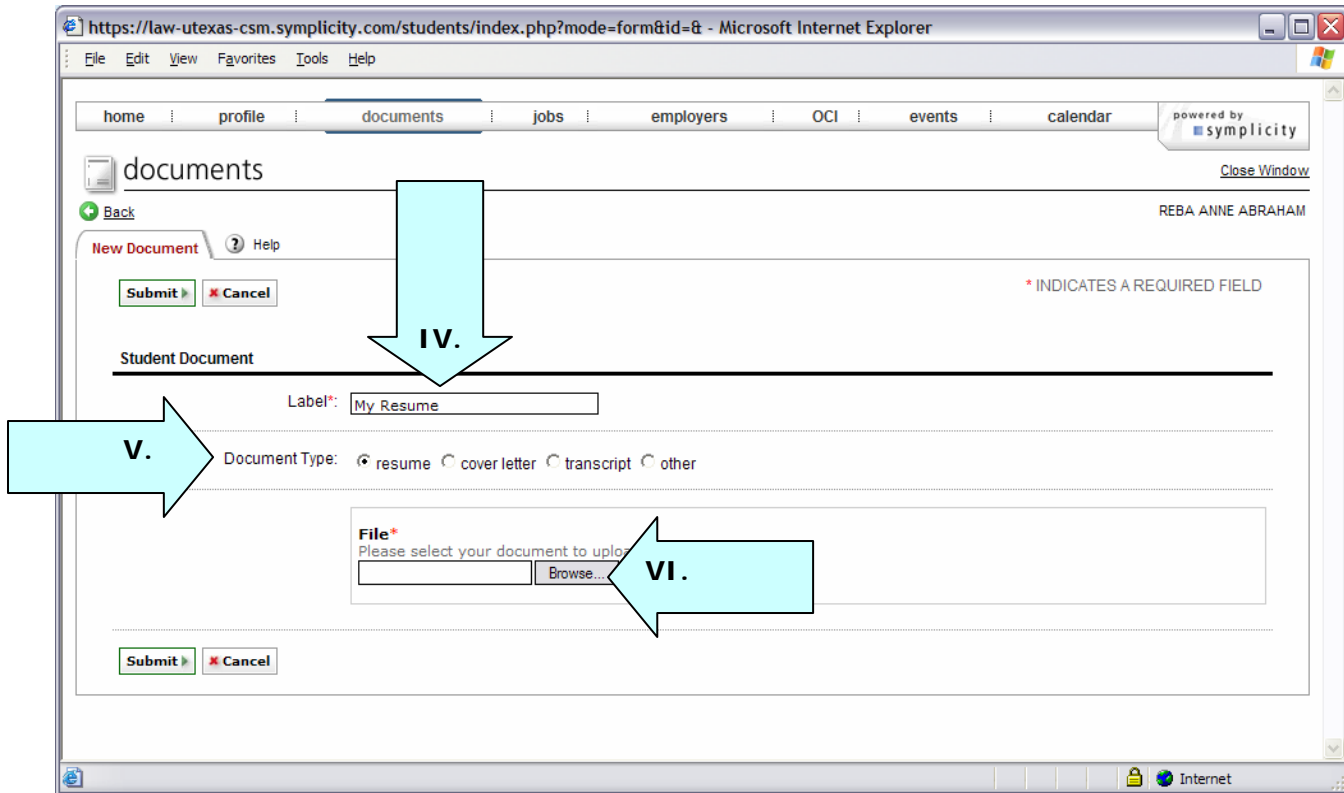 https://law-utexas-csm.symplicity.com/students/index.php?mode=form&id=& - Microsoft Internet Explorer
File Edit View Favorites Tools Help
home profile documents jobs employers OCI events calendar
powered by
symplicity
documents
Close Window
Back
REBA ANNE ABRAHAM
New Document ? Help
Submit Cancel
* INDICATES A REQUIRED FIELD
IV.
Student Document
Label*: My Resume
V.
Document Type: resume cover letter transcript other
File*
Please select your document to uplo
Browse...
VI.
Submit Cancel
Internet